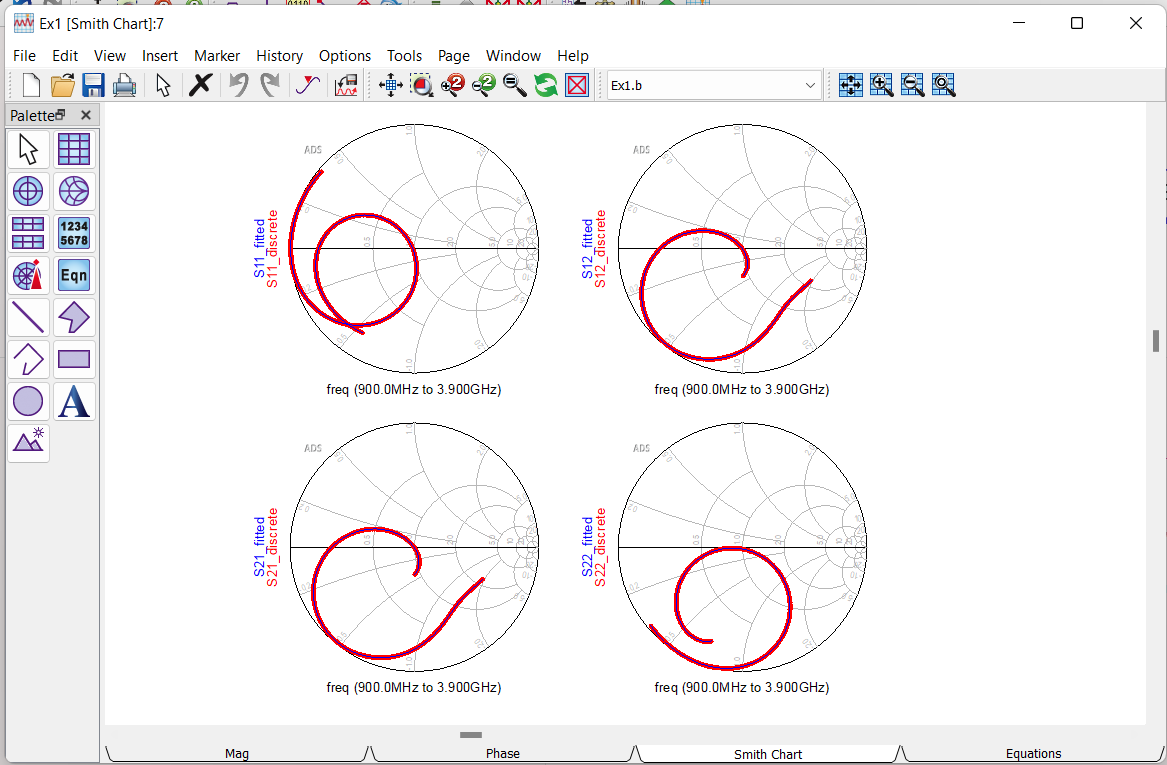 Ex1 [Smith Chart]:7
File Edit View Insert Marker History Options Tools Page Window Help
2 2 Ex1.b
Palette
1234
5678
Eqn
A
ADS
S11_fitted
S11_discrete
freq (900.0MHz to 3.900GHz)
ADS
S12_fitted
S12_discrete
freq (900.0MHz to 3.900GHz)
ADS
S21_fitted
S21_discrete
freq (900.0MHz to 3.900GHz)
ADS
S22_fitted
S22_discrete
freq (900.0MHz to 3.900GHz)
Mag Phase Smith Chart Equations